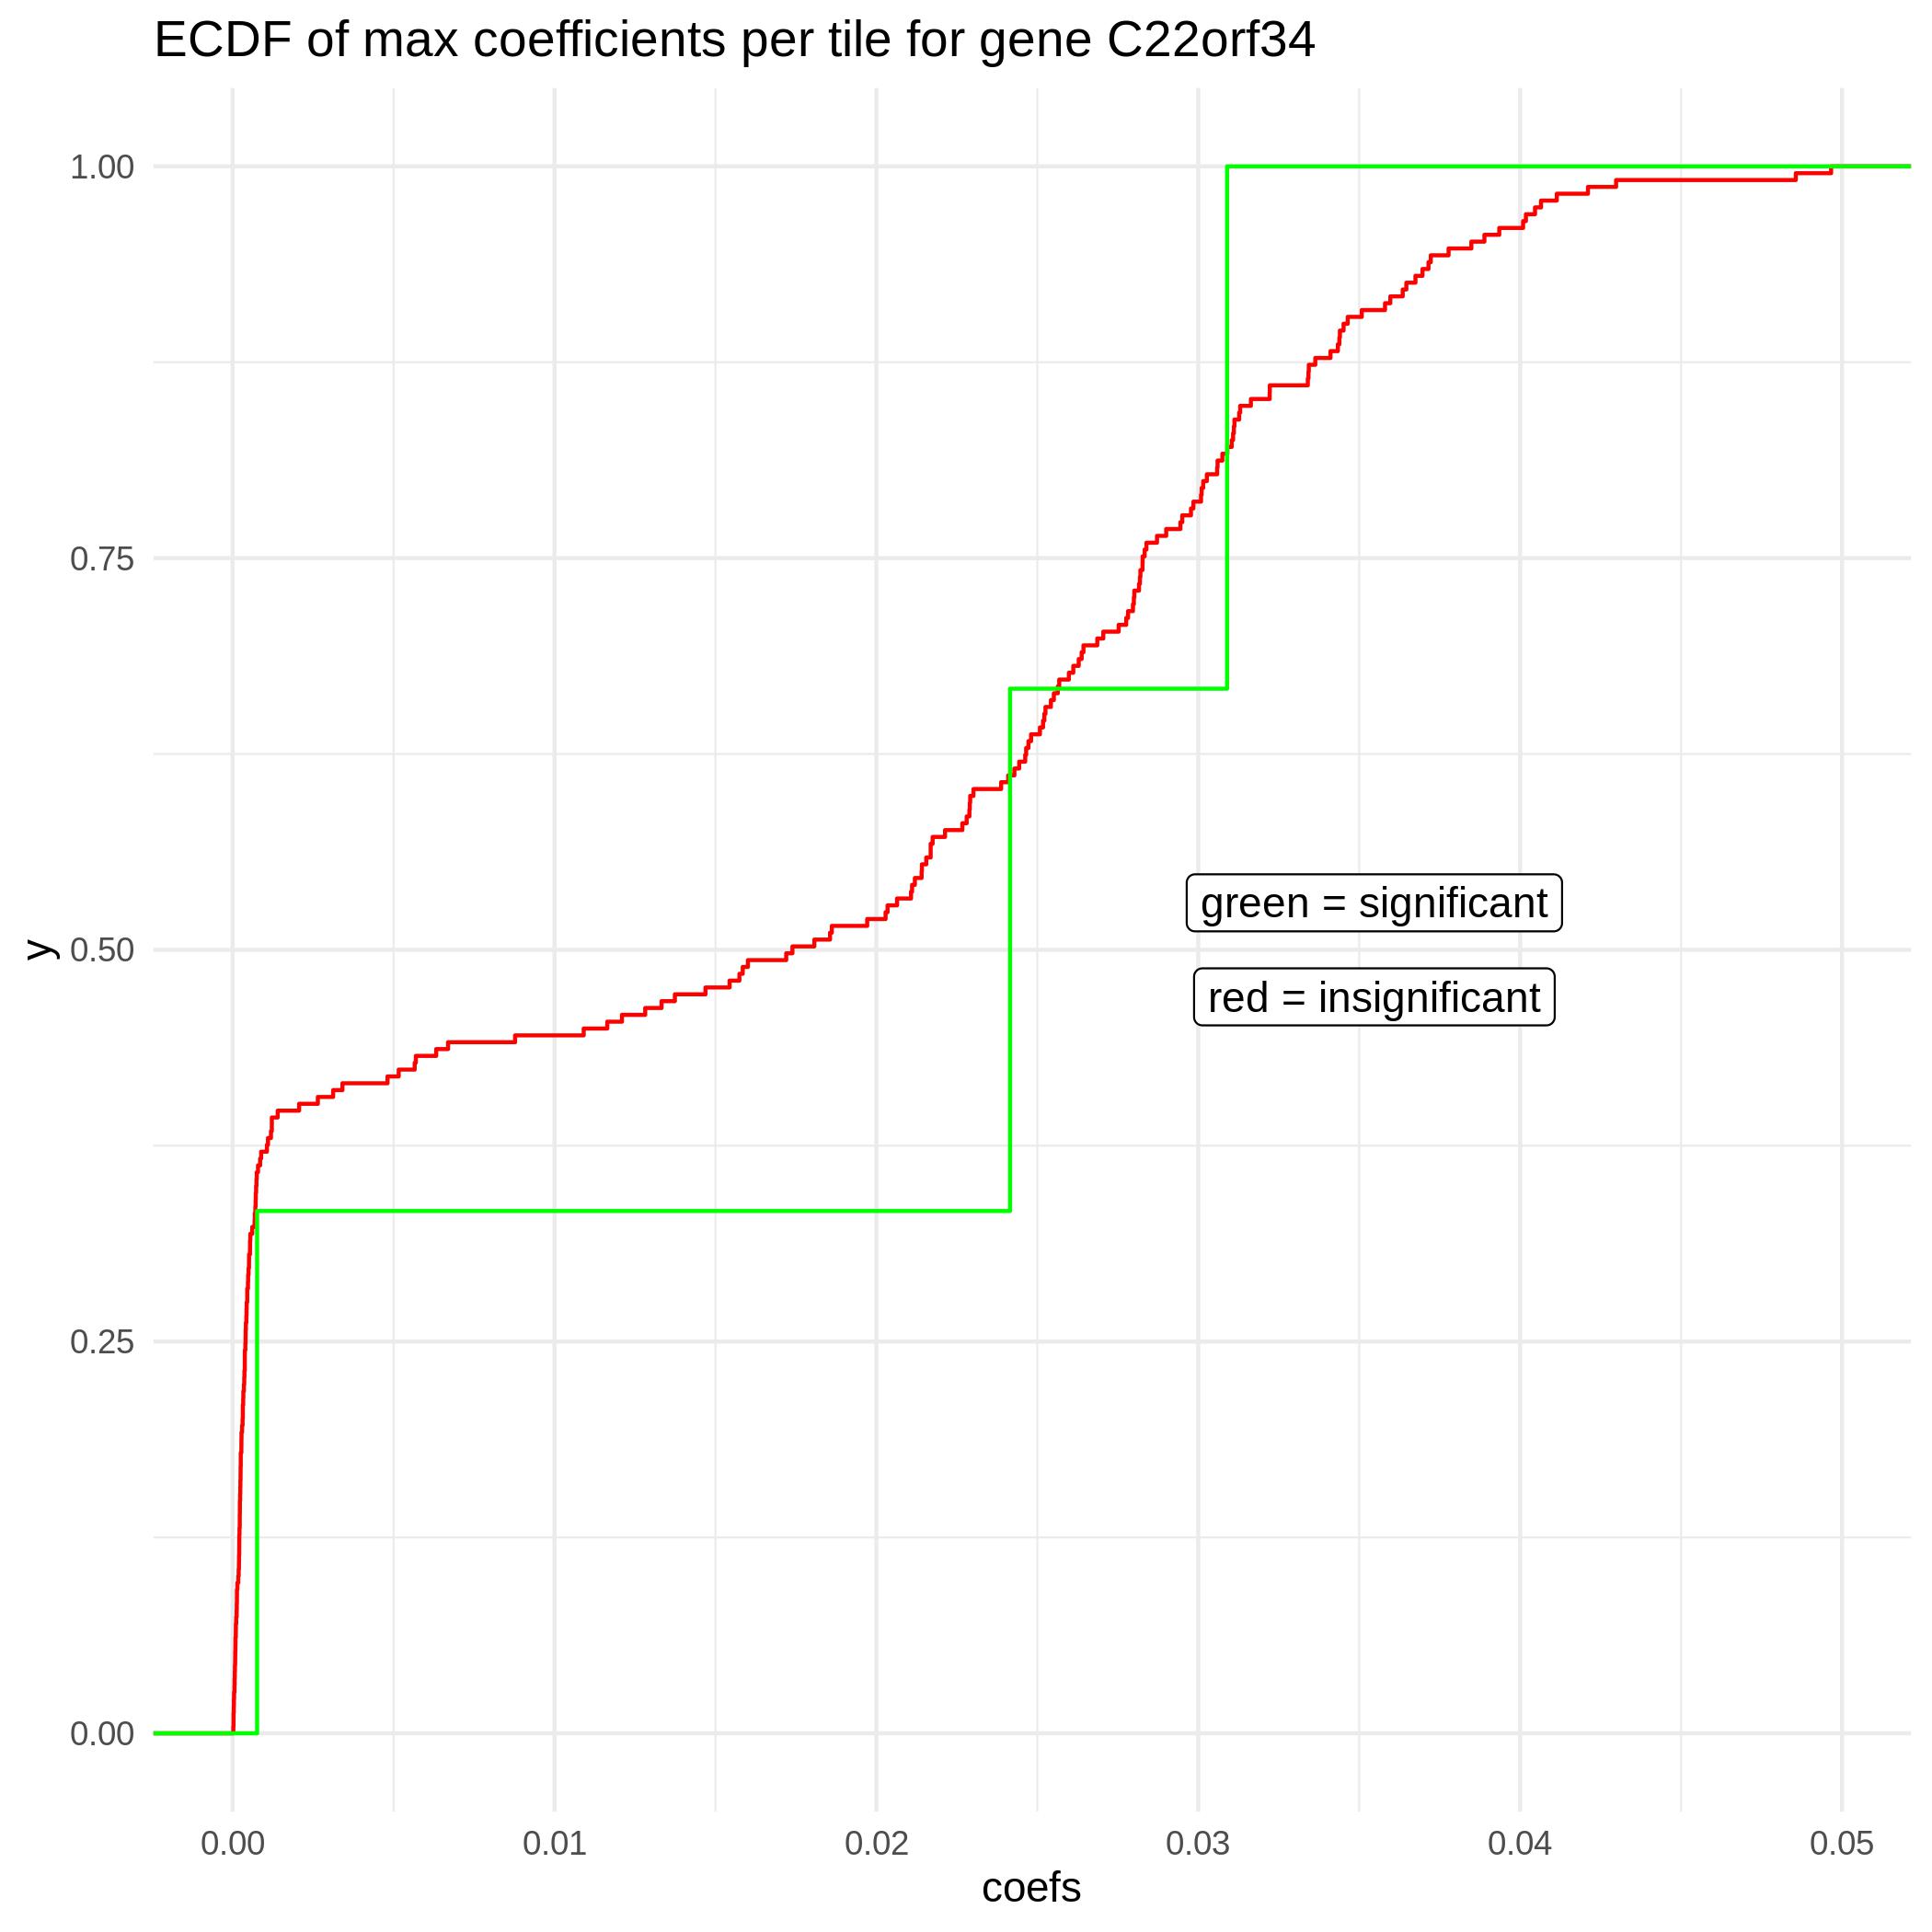 ECDF of max coefficients per tile for gene C22orf34
1.00
0.75
0.50
0.25
0.00
y
green = significant
red = insignificant
0.00 0.01 0.02 0.03 0.04 0.05
coefs